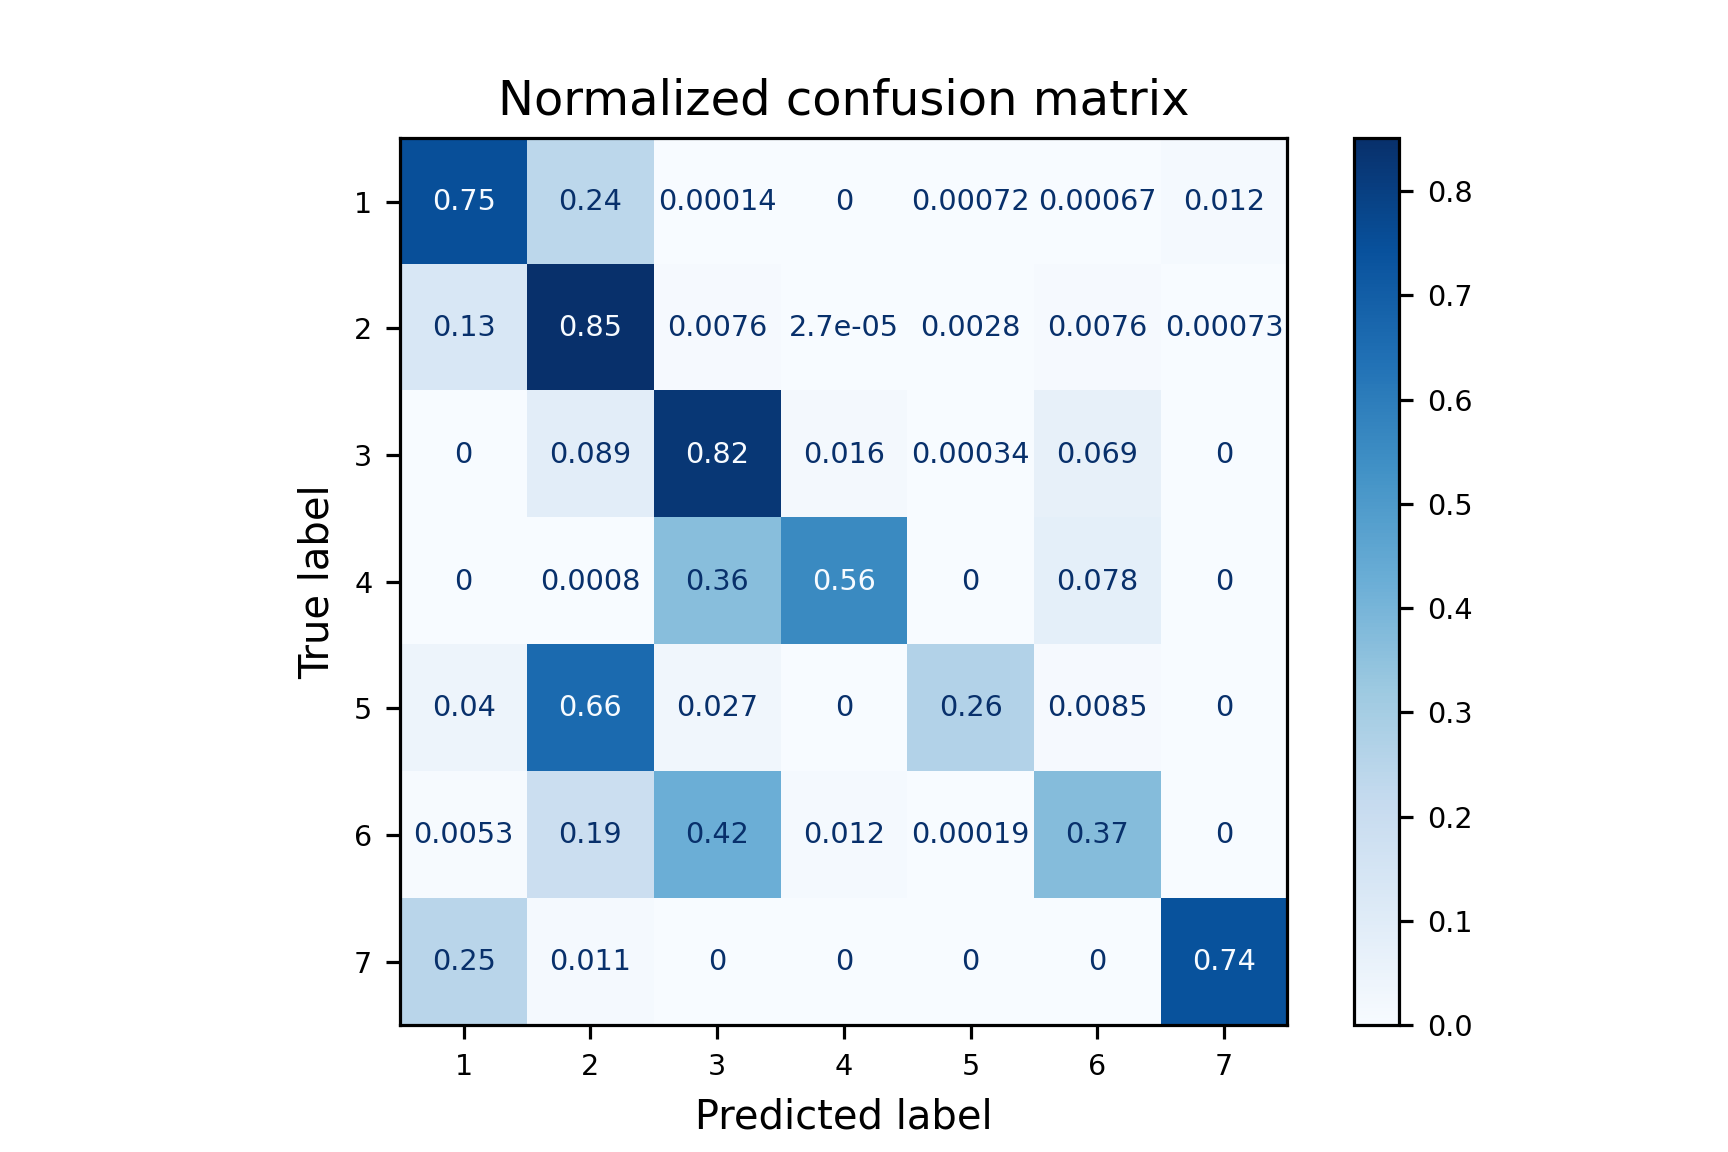 Normalized confusion matrix
1 0.75 0.24 0.00014 0 0.00072 0.00067 0.012
2 0.13 0.85 0.0076 2.7e-05 0.0028 0.0076 0.00073
3 0 0.089 0.82 0.016 0.00034 0.069 0
4 0 0.0008 0.36 0.56 0 0.078 0
5 0.04 0.66 0.027 0 0.26 0.0085 0
6 0.0053 0.19 0.42 0.012 0.00019 0.37 0
7 0.25 0.011 0 0 0 0 0.74
1 2 3 4 5 6 7
Predicted label
True label
0.8
0.7
0.6
0.5
0.4
0.3
0.2
0.1
0.0